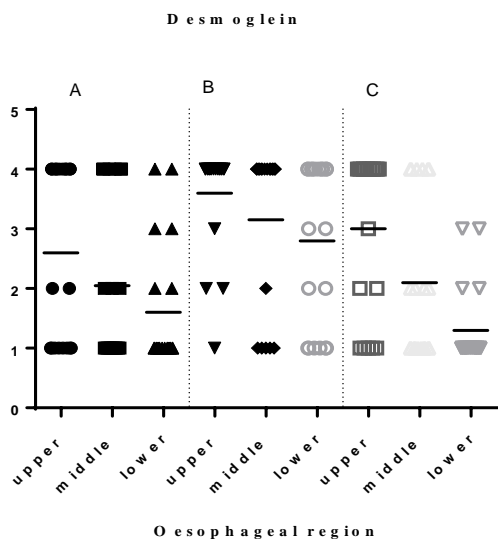 Desmoglein
A B C
5
4
3
2
1
0
upper middle lower upper middle lower upper middle lower
Oesophageal region